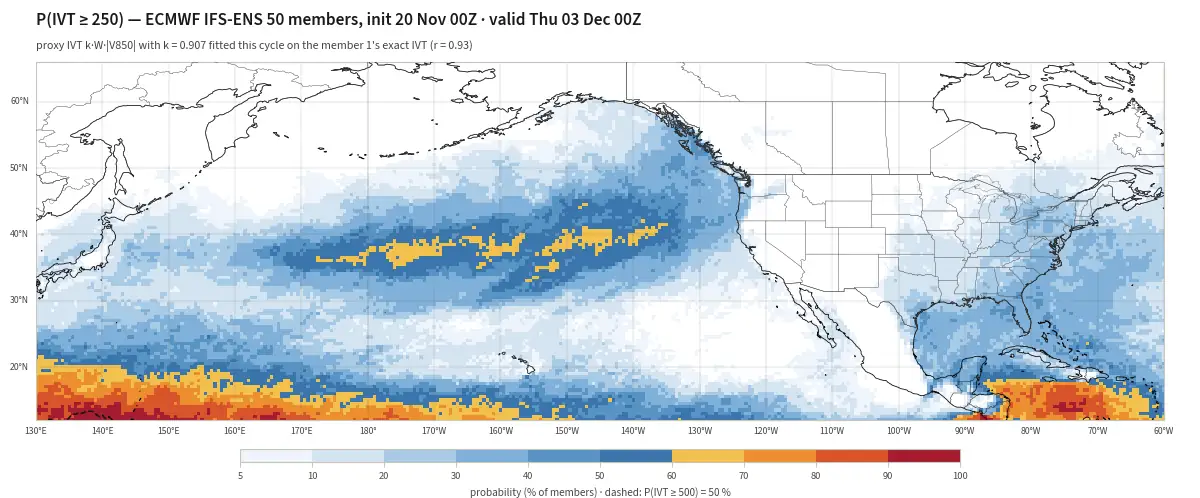 P(IVT ≥ 250) — ECMWF IFS-ENS 50 members, init 20 Nov 00Z · valid Thu 03 Dec 00Z
proxy IVT k·W·|V850| with k = 0.907 fitted this cycle on the member 1's exact IVT (r = 0.93)
60°N
50°N
40°N
30°N
20°N
130°E 140°E 150°E 160°E 170°E 180° 170°W 160°W 150°W 140°W 130°W 120°W 110°W 100°W 90°W 80°W 70°W 60°W
5 10 20 30 40 50 60 70 80 90 100
probability (% of members) · dashed: P(IVT ≥ 500) = 50 %